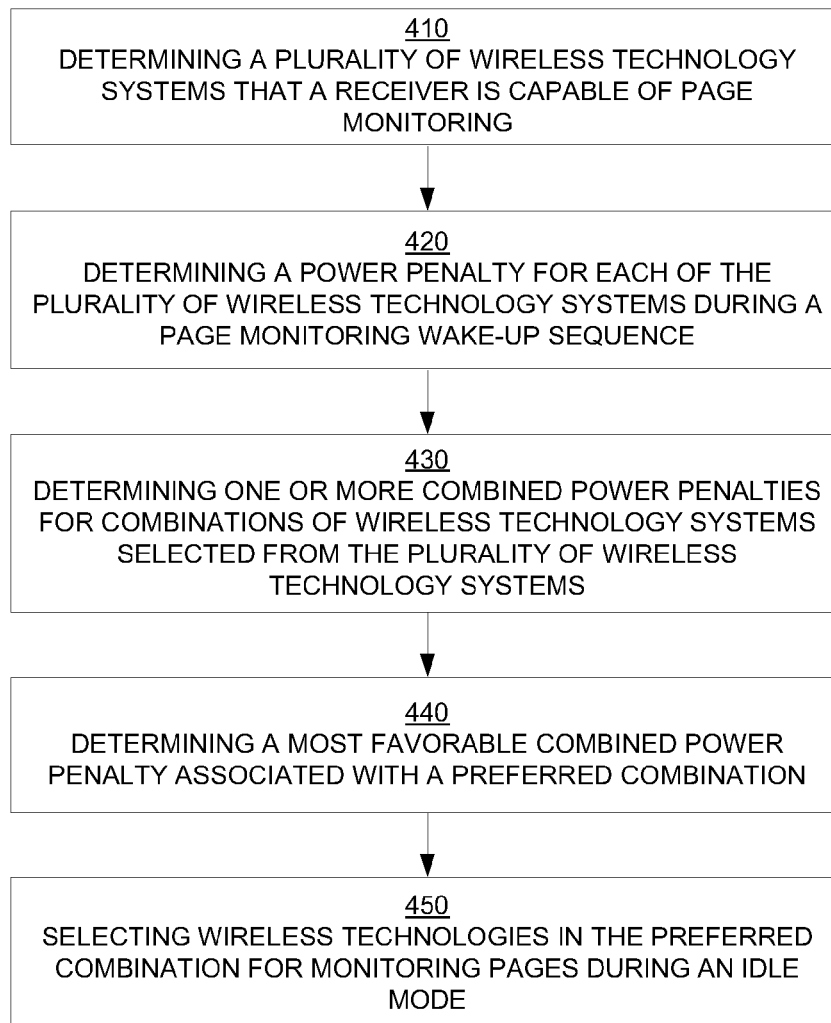 410
DETERMINING A PLURALITY OF WIRELESS TECHNOLOGY
SYSTEMS THAT A RECEIVER IS CAPABLE OF PAGE
MONITORING
420
DETERMINING A POWER PENALTY FOR EACH OF THE
PLURALITY OF WIRELESS TECHNOLOGY SYSTEMS DURING A
PAGE MONITORING WAKE-UP SEQUENCE
430
DETERMINING ONE OR MORE COMBINED POWER PENALTIES
FOR COMBINATIONS OF WIRELESS TECHNOLOGY SYSTEMS
SELECTED FROM THE PLURALITY OF WIRELESS
TECHNOLOGY SYSTEMS
440
DETERMINING A MOST FAVORABLE COMBINED POWER
PENALTY ASSOCIATED WITH A PREFERRED COMBINATION
450
SELECTING WIRELESS TECHNOLOGIES IN THE PREFERRED
COMBINATION FOR MONITORING PAGES DURING AN IDLE
MODE